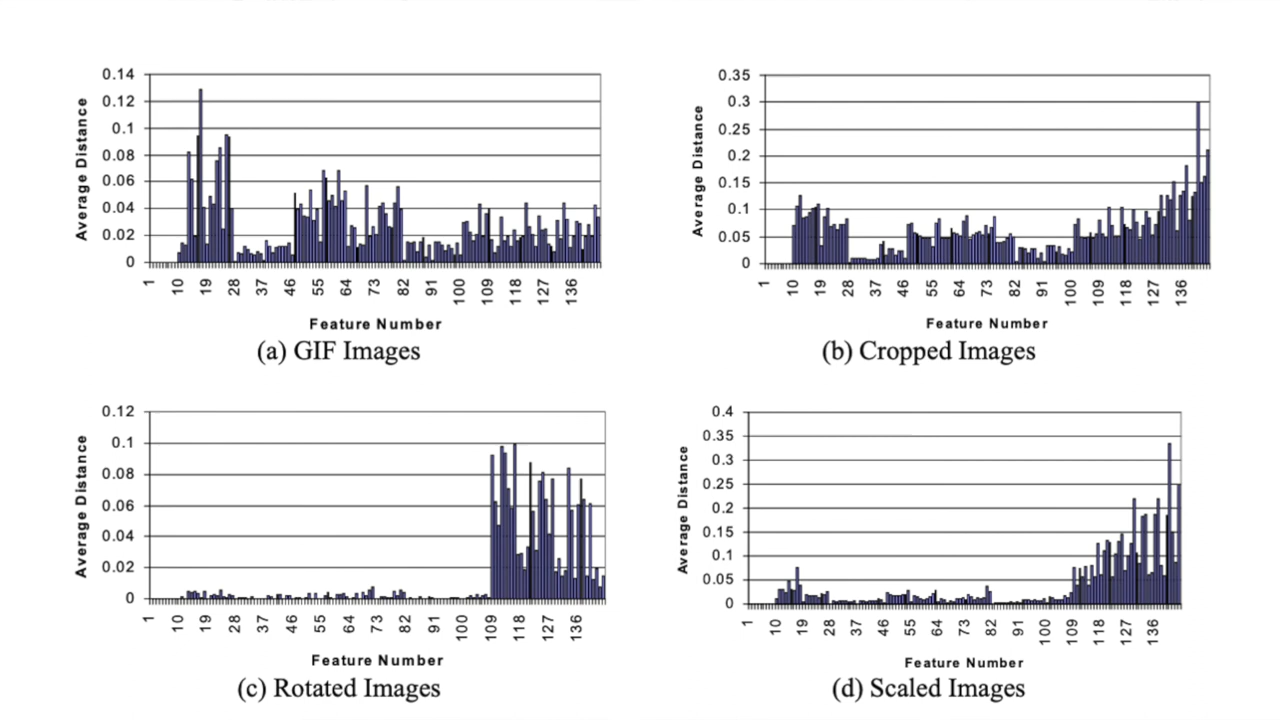 0.14
0.12
0.1
0.08
0.06
0.04
0.02
0
Average Distance
1 10 19 28 37 46 55 64 73 82 91 100 109 118 127 136
Feature Number
(a) GIF Images
0.35
0.3
0.25
0.2
0.15
0.1
0.05
0
Average Distance
1 10 19 28 37 46 55 64 73 82 91 100 109 118 127 136
Feature Number
(b) Cropped Images
0.12
0.1
0.08
0.06
0.04
0.02
0
Average Distance
1 10 19 28 37 46 55 64 73 82 91 100 109 118 127 136
Feature Number
(c) Rotated Images
0.4
0.35
0.3
0.25
0.2
0.15
0.1
0.05
0
Average Distance
1 10 19 28 37 46 55 64 73 82 91 100 109 118 127 136
Feature Number
(d) Scaled Images